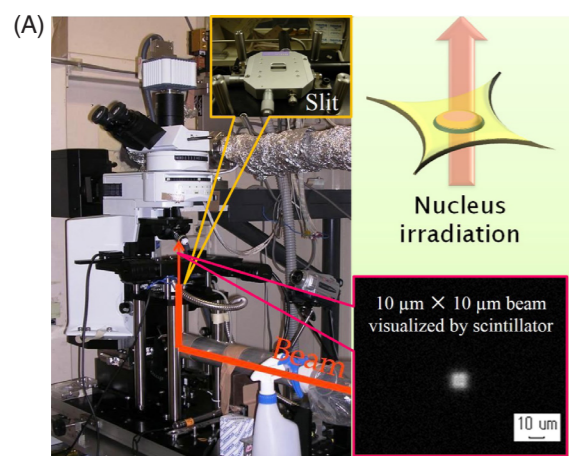 (A)
Slit
Nucleus
irradiation
10 μm × 10 μm beam
visualized by scintillator
Beam
10 um